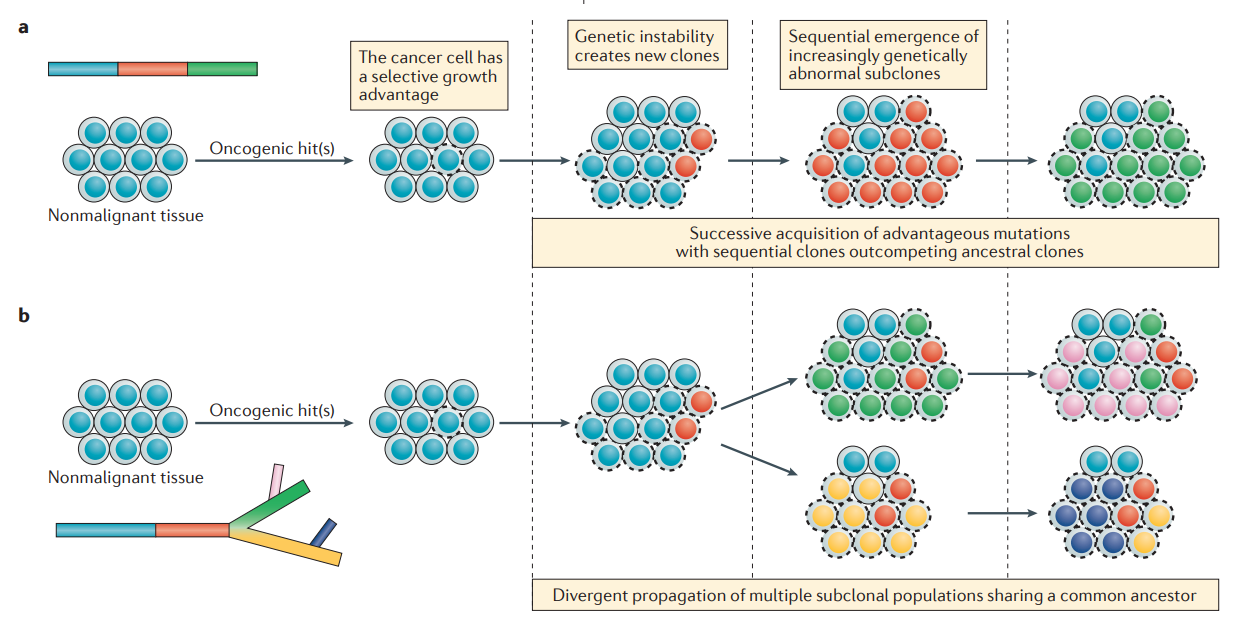 a
The cancer cell has
a selective growth
advantage
Genetic instability
creates new clones
Sequential emergence of
increasingly genetically
abnormal subclones
Oncogenic hit(s)
Nonmalignant tissue
Successive acquisition of advantageous mutations
with sequential clones outcompeting ancestral clones
b
Oncogenic hit(s)
Nonmalignant tissue
Divergent propagation of multiple subclonal populations sharing a common ancestor